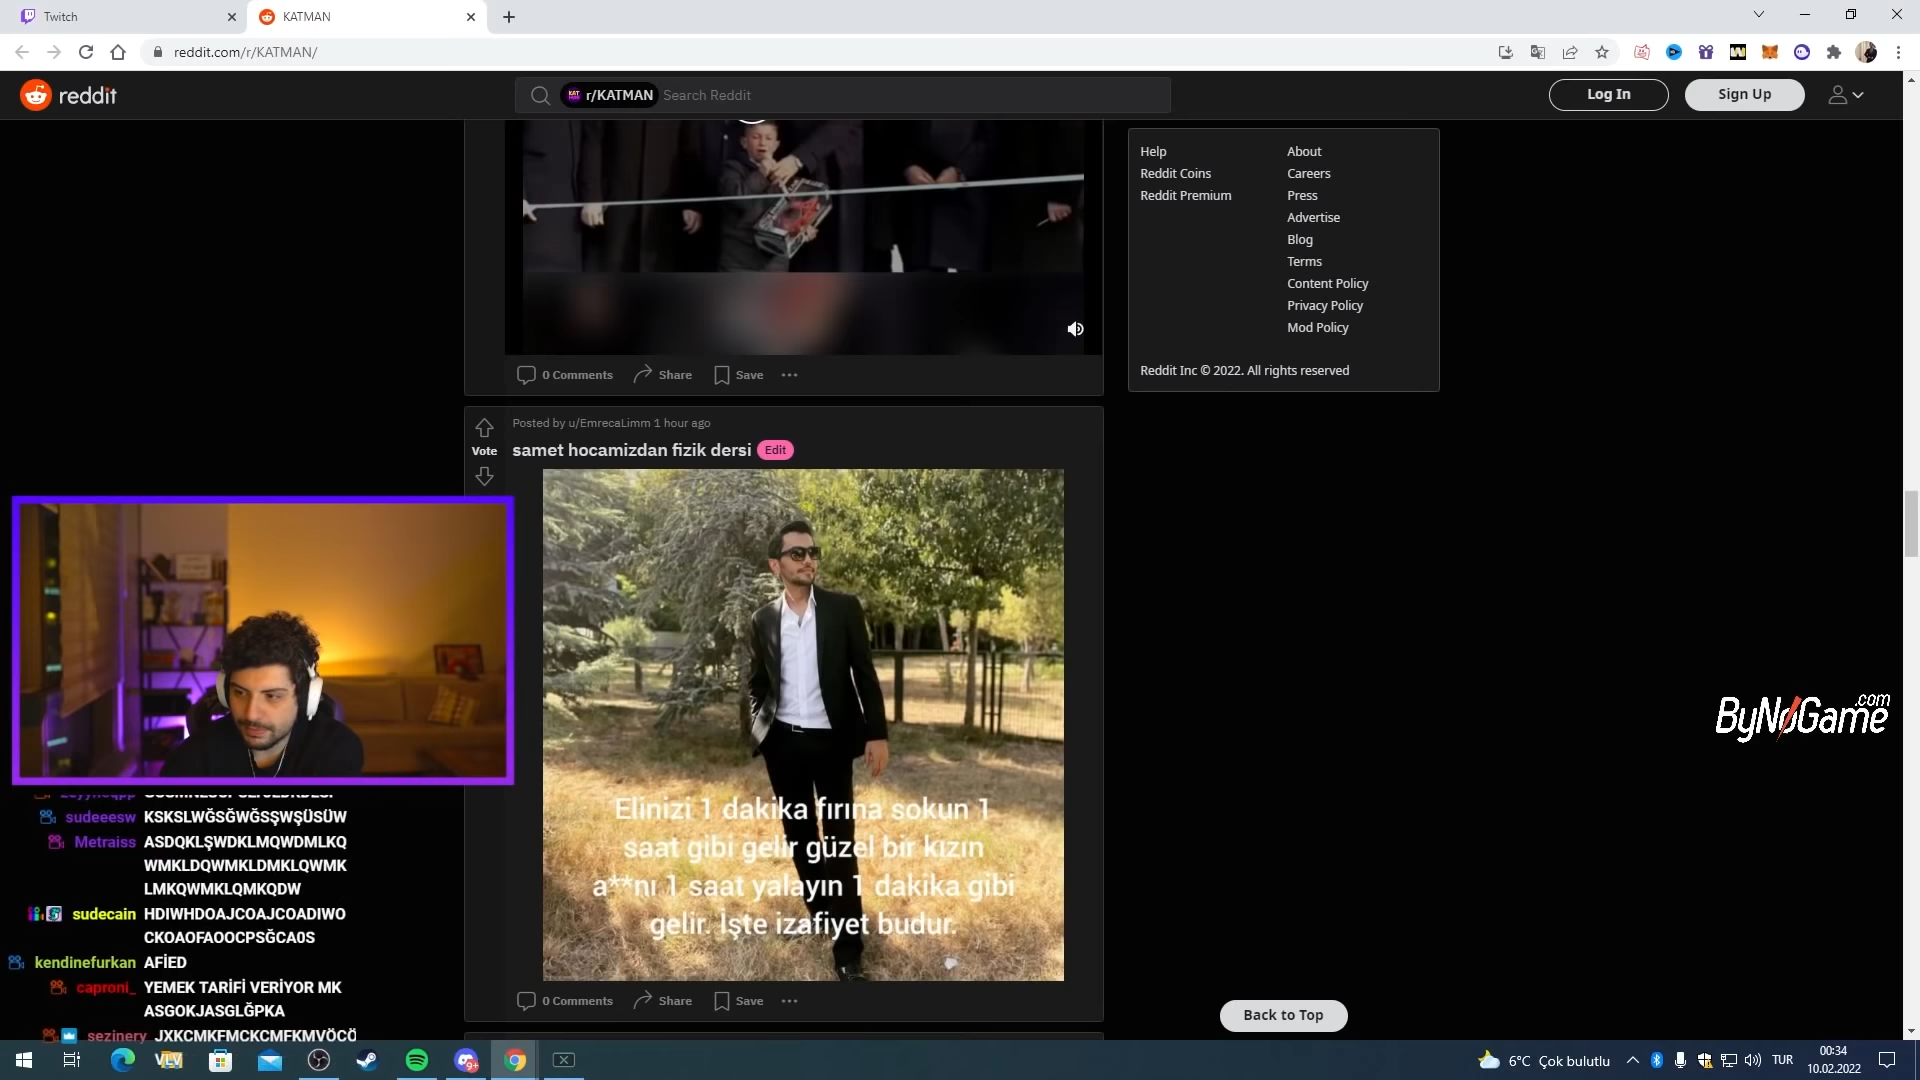 Twitch
KATMAN
reddit.com/r/KATMAN/
reddit
r/KATMAN
Search Reddit
Log In
Sign Up
Help
About
Reddit Coins
Careers
Reddit Premium
Press
Advertise
Blog
Terms
Content Policy
Privacy Policy
Mod Policy
Reddit Inc © 2022. All rights reserved
0 Comments
Share
Save
Posted by u/EmrecaLimm 1 hour ago
Vote
samet hocamizdan fizik dersi
Edit
Elinizi 1 dakika fırına sokun 1
saat gibi gelir güzel bir kızın
a**nı 1 saat yalayın 1 dakika gibi
gelir. İşte izafiyet budur.
0 Comments
Share
Save
Back to Top
ByNoGame.com
sudeeesw KSKSLWĞSĞWĞSŞWŞÜSÜW
Metraiss ASDQKLŞWDKLMQWDMLKQ
WMKLDQWMKLDMKLQWMK
LMKQWMKLQMKQDW
sudecain HDIWHDOAJCOAJCOADIWO
CKOAOFAOOCPSĞCA0S
kendinefurkan AFİED
caproni_ YEMEK TARİFİ VERİYOR MK
ASGOKJASGLĞPKA
sezinery JXKCMKFMCKCMFKMVÖCÖ
VLV
9+
6°C Çok bulutlu
TUR
00:34
10.02.2022